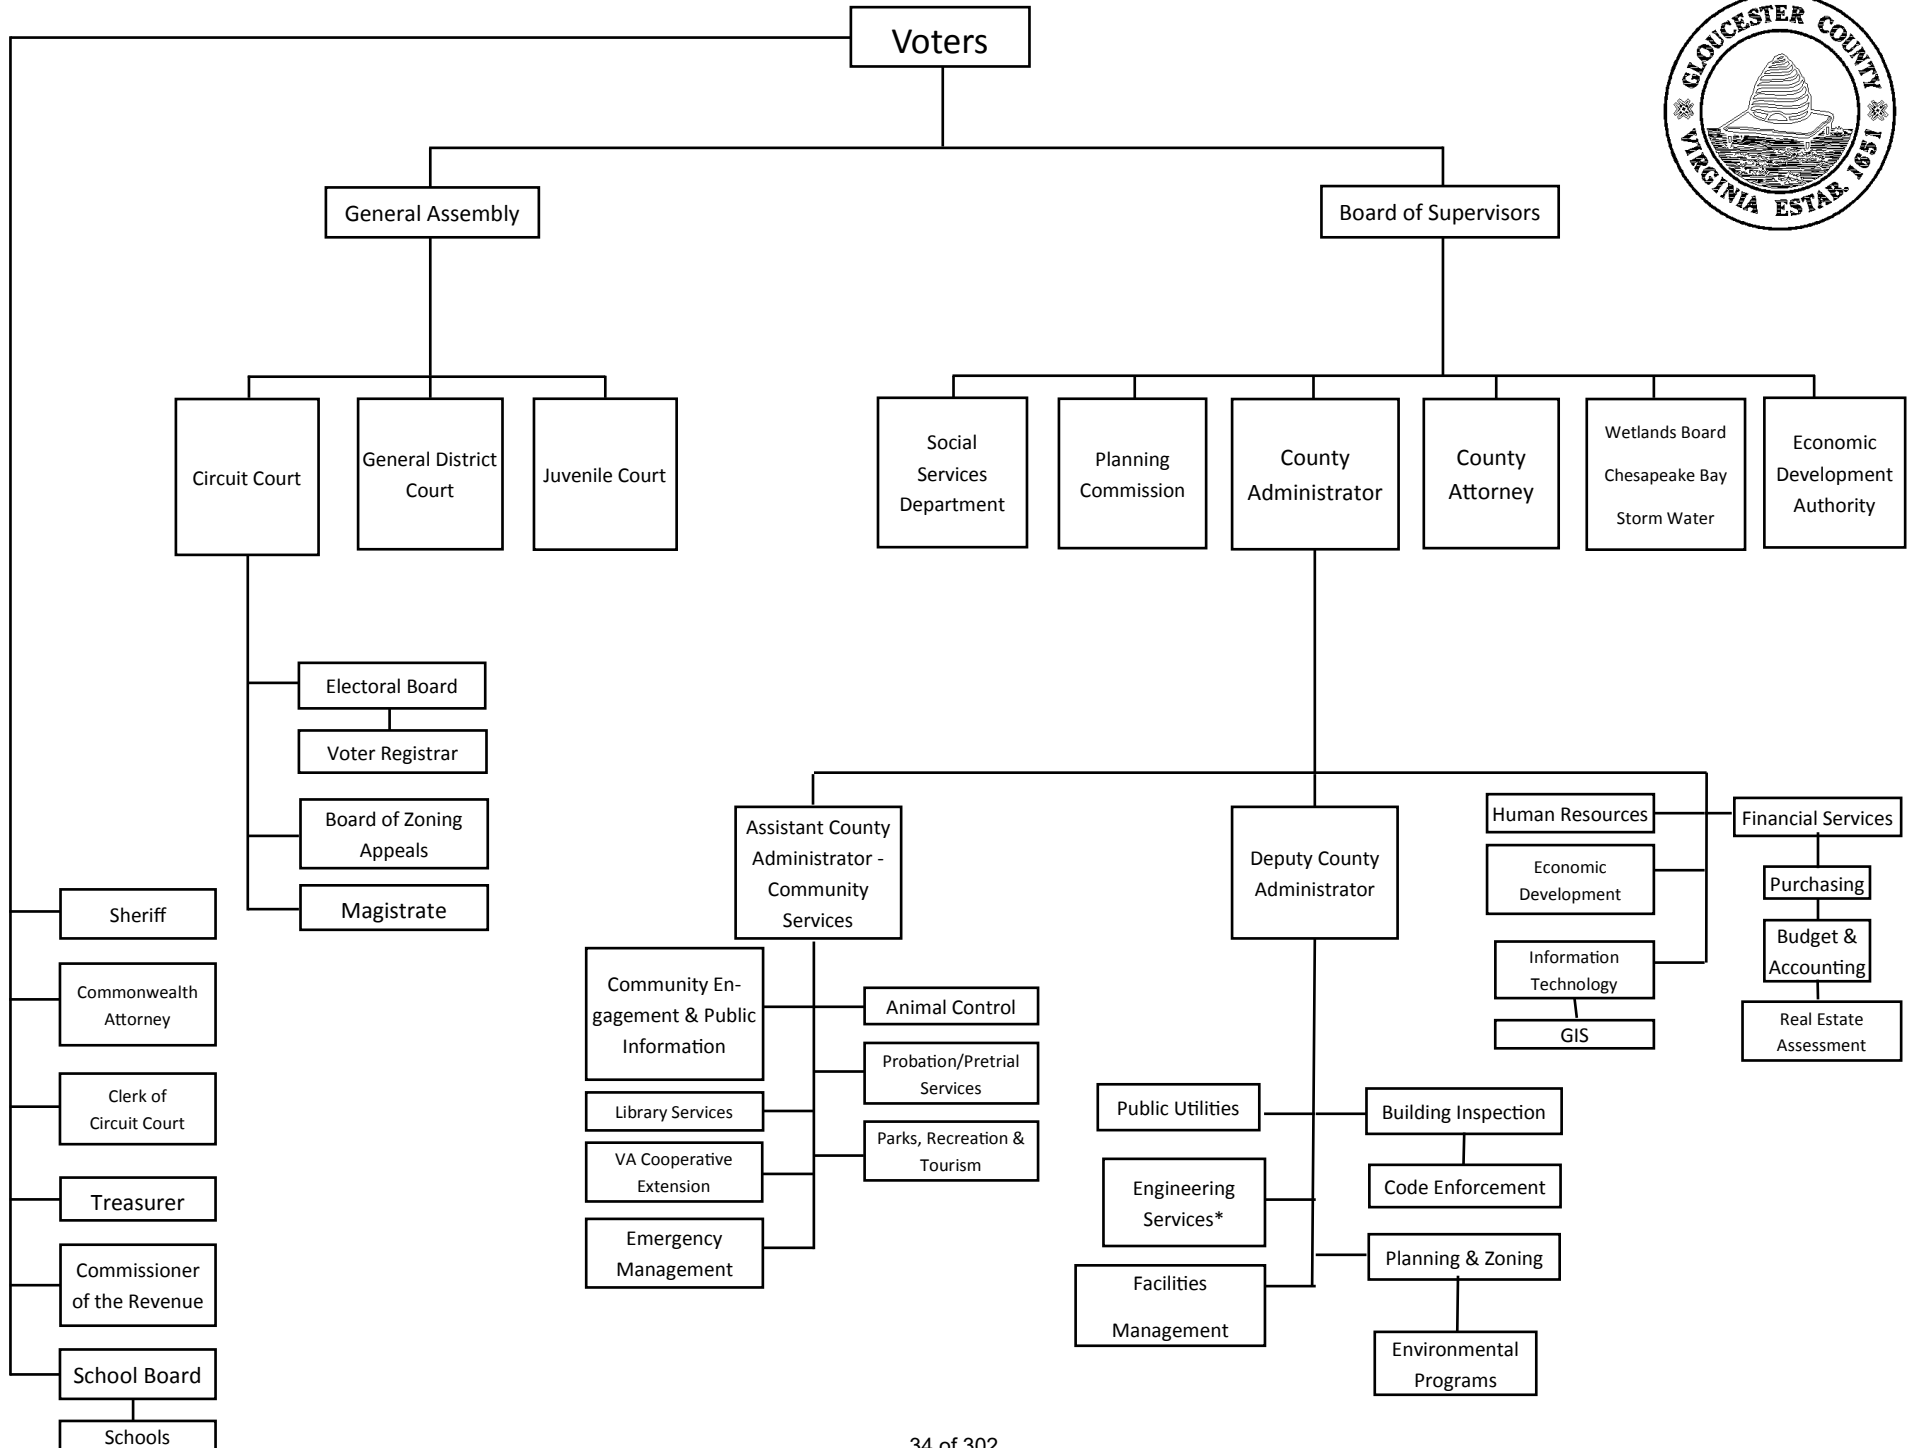 Voters
GLOUCESTER COUNTY
VIRGINIA ESTAB. 1651
General Assembly
Board of Supervisors
Circuit Court
General District
Court
Juvenile Court
Social
Services
Department
Planning
Commission
County
Administrator
County
Attorney
Wetlands Board
Chesapeake Bay
Storm Water
Economic
Development
Authority
Electoral Board
Voter Registrar
Board of Zoning
Appeals
Magistrate
Sheriff
Commonwealth
Attorney
Clerk of
Circuit Court
Treasurer
Commissioner
of the Revenue
School Board
Schools
Assistant County
Administrator -
Community
Services
Community En-
gagement & Public
Information
Library Services
VA Cooperative
Extension
Emergency
Management
Animal Control
Probation/Pretrial
Services
Parks, Recreation &
Tourism
Deputy County
Administrator
Public Utilities
Engineering
Services*
Facilities
Management
Building Inspection
Code Enforcement
Planning & Zoning
Environmental
Programs
Human Resources
Economic
Development
Information
Technology
GIS
Financial Services
Purchasing
Budget &
Accounting
Real Estate
Assessment
34 of 302